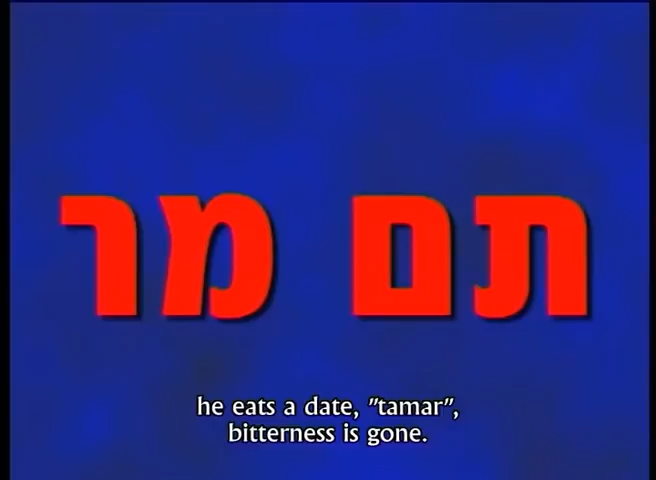 תם מר
he eats a date, "tamar",
bitterness is gone.